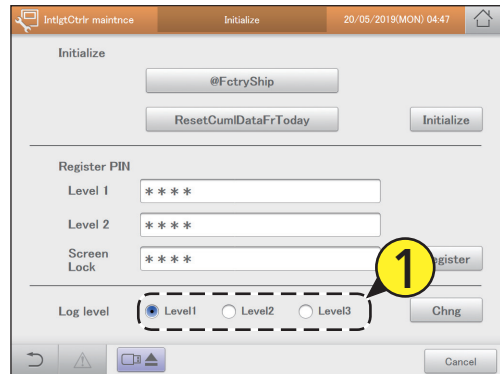 IntlgtCtrlr maintnce Initialize 20/05/2019(MON) 04:47
Initialize
@FctryShip
ResetCumlDataFrToday Initialize
Register PIN
Level 1 ****
Level 2 ****
Screen Lock **** egister
1
Log level Level1 Level2 Level3 Chng
Cancel